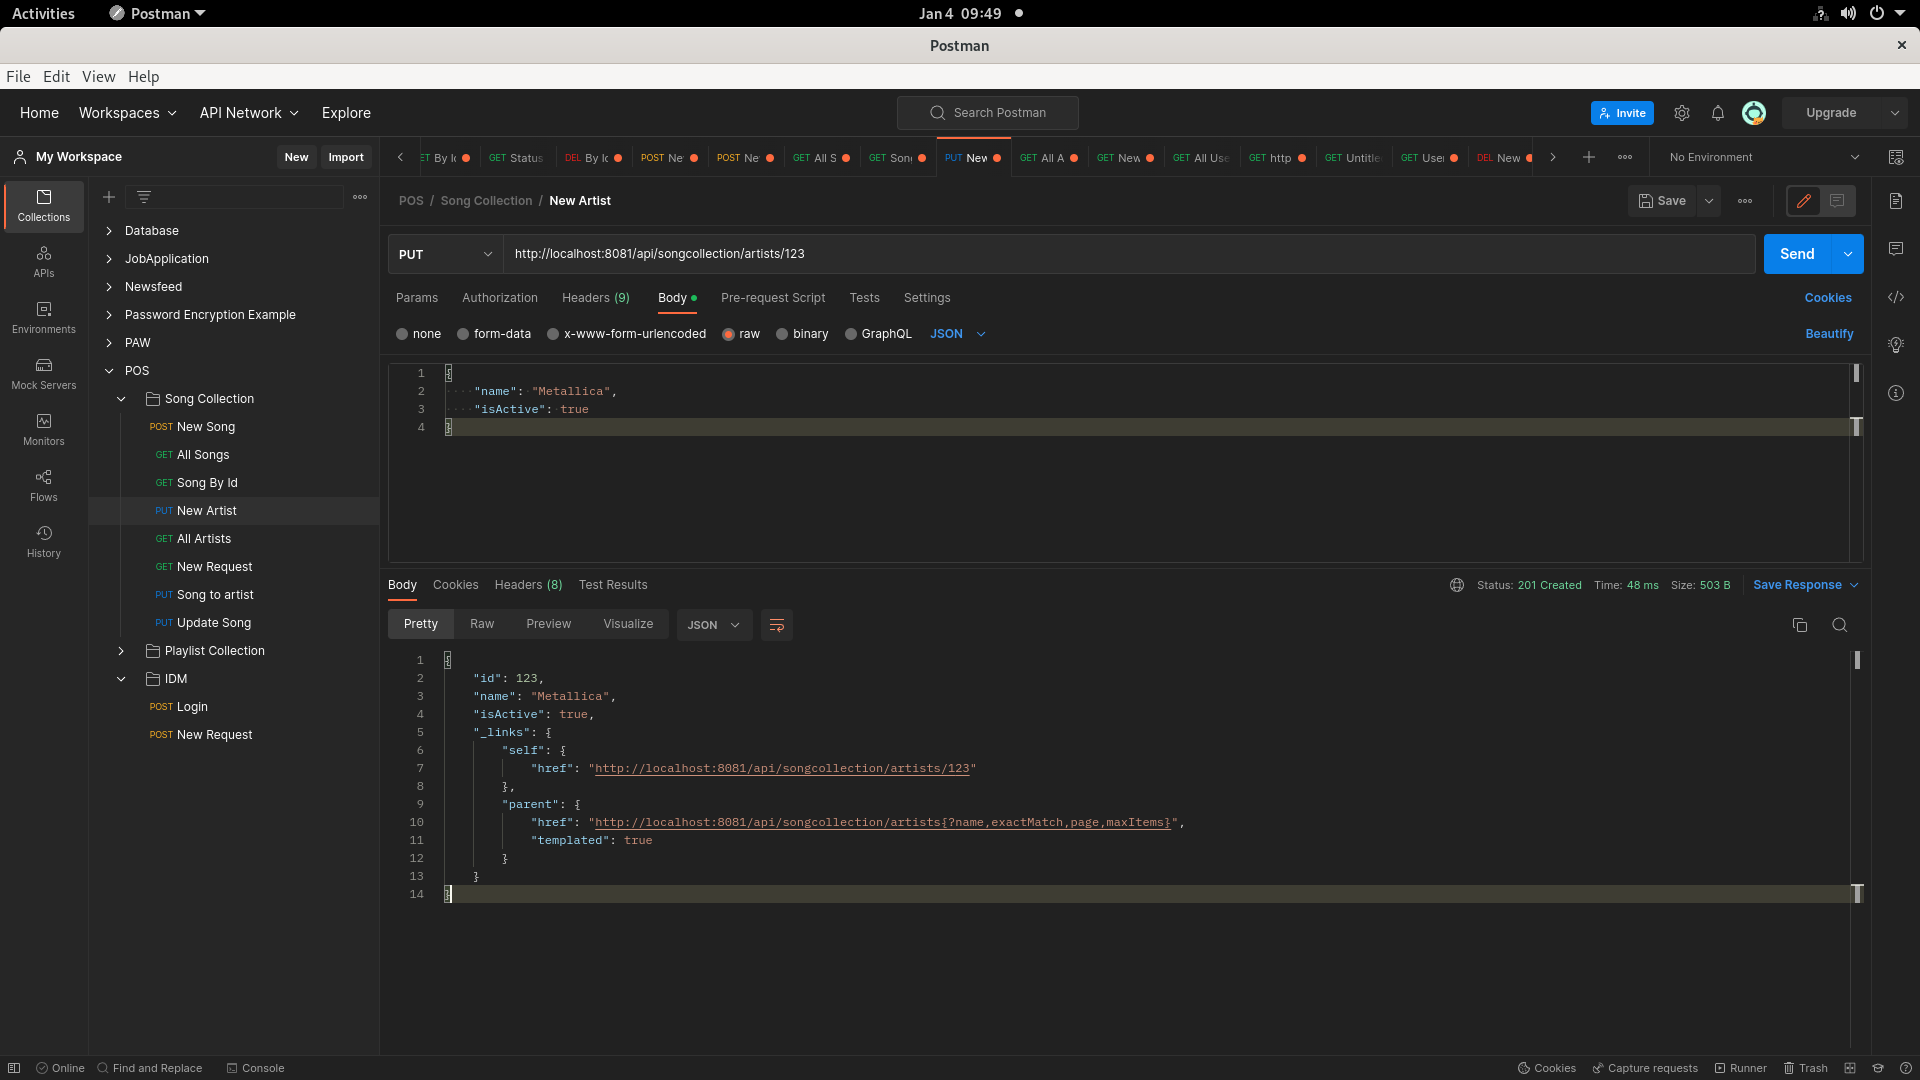 Activities Postman Jan 4 09:49
Postman
File Edit View Help
Home Workspaces API Network Explore Search Postman Invite Upgrade
My Workspace New Import
ET By Ic GET Status DEL By Ic POST Ne POST Ne GET All S GET Song PUT New GET All A GET New GET All Use GET http GET Untitle GET User DEL New No Environment
POS / Song Collection / New Artist Save
PUT http://localhost:8081/api/songcollection/artists/123 Send
Params Authorization Headers (9) Body Pre-request Script Tests Settings Cookies
none form-data x-www-form-urlencoded raw binary GraphQL JSON Beautify
1 {
2 "name": "Metallica",
3 "isActive": true
4 }
Collections
APIs
Environments
Mock Servers
Monitors
Flows
History
Database
JobApplication
Newsfeed
Password Encryption Example
PAW
POS
Song Collection
POST New Song
GET All Songs
GET Song By Id
PUT New Artist
GET All Artists
GET New Request
PUT Song to artist
PUT Update Song
Playlist Collection
IDM
POST Login
POST New Request
Body Cookies Headers (8) Test Results Status: 201 Created Time: 48 ms Size: 503 B Save Response
Pretty Raw Preview Visualize JSON
1 {
2 "id": 123,
3 "name": "Metallica",
4 "isActive": true,
5 "_links": {
6 "self": {
7 "href": "http://localhost:8081/api/songcollection/artists/123"
8 },
9 "parent": {
10 "href": "http://localhost:8081/api/songcollection/artists{?name,exactMatch,page,maxItems}",
11 "templated": true
12 }
13 }
14 }
Online Find and Replace Console Cookies Capture requests Runner Trash